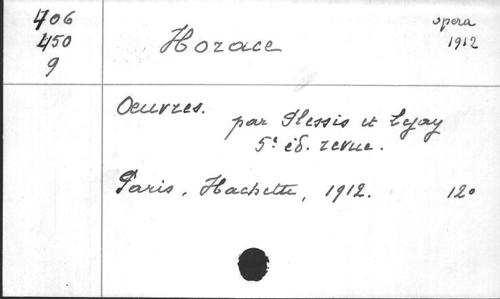 406
450
9
Horace
opera
1912
Oeuvres.
par Plessis et Lejay
5e éd. revue.
Paris, Hachette, 1912. 12o